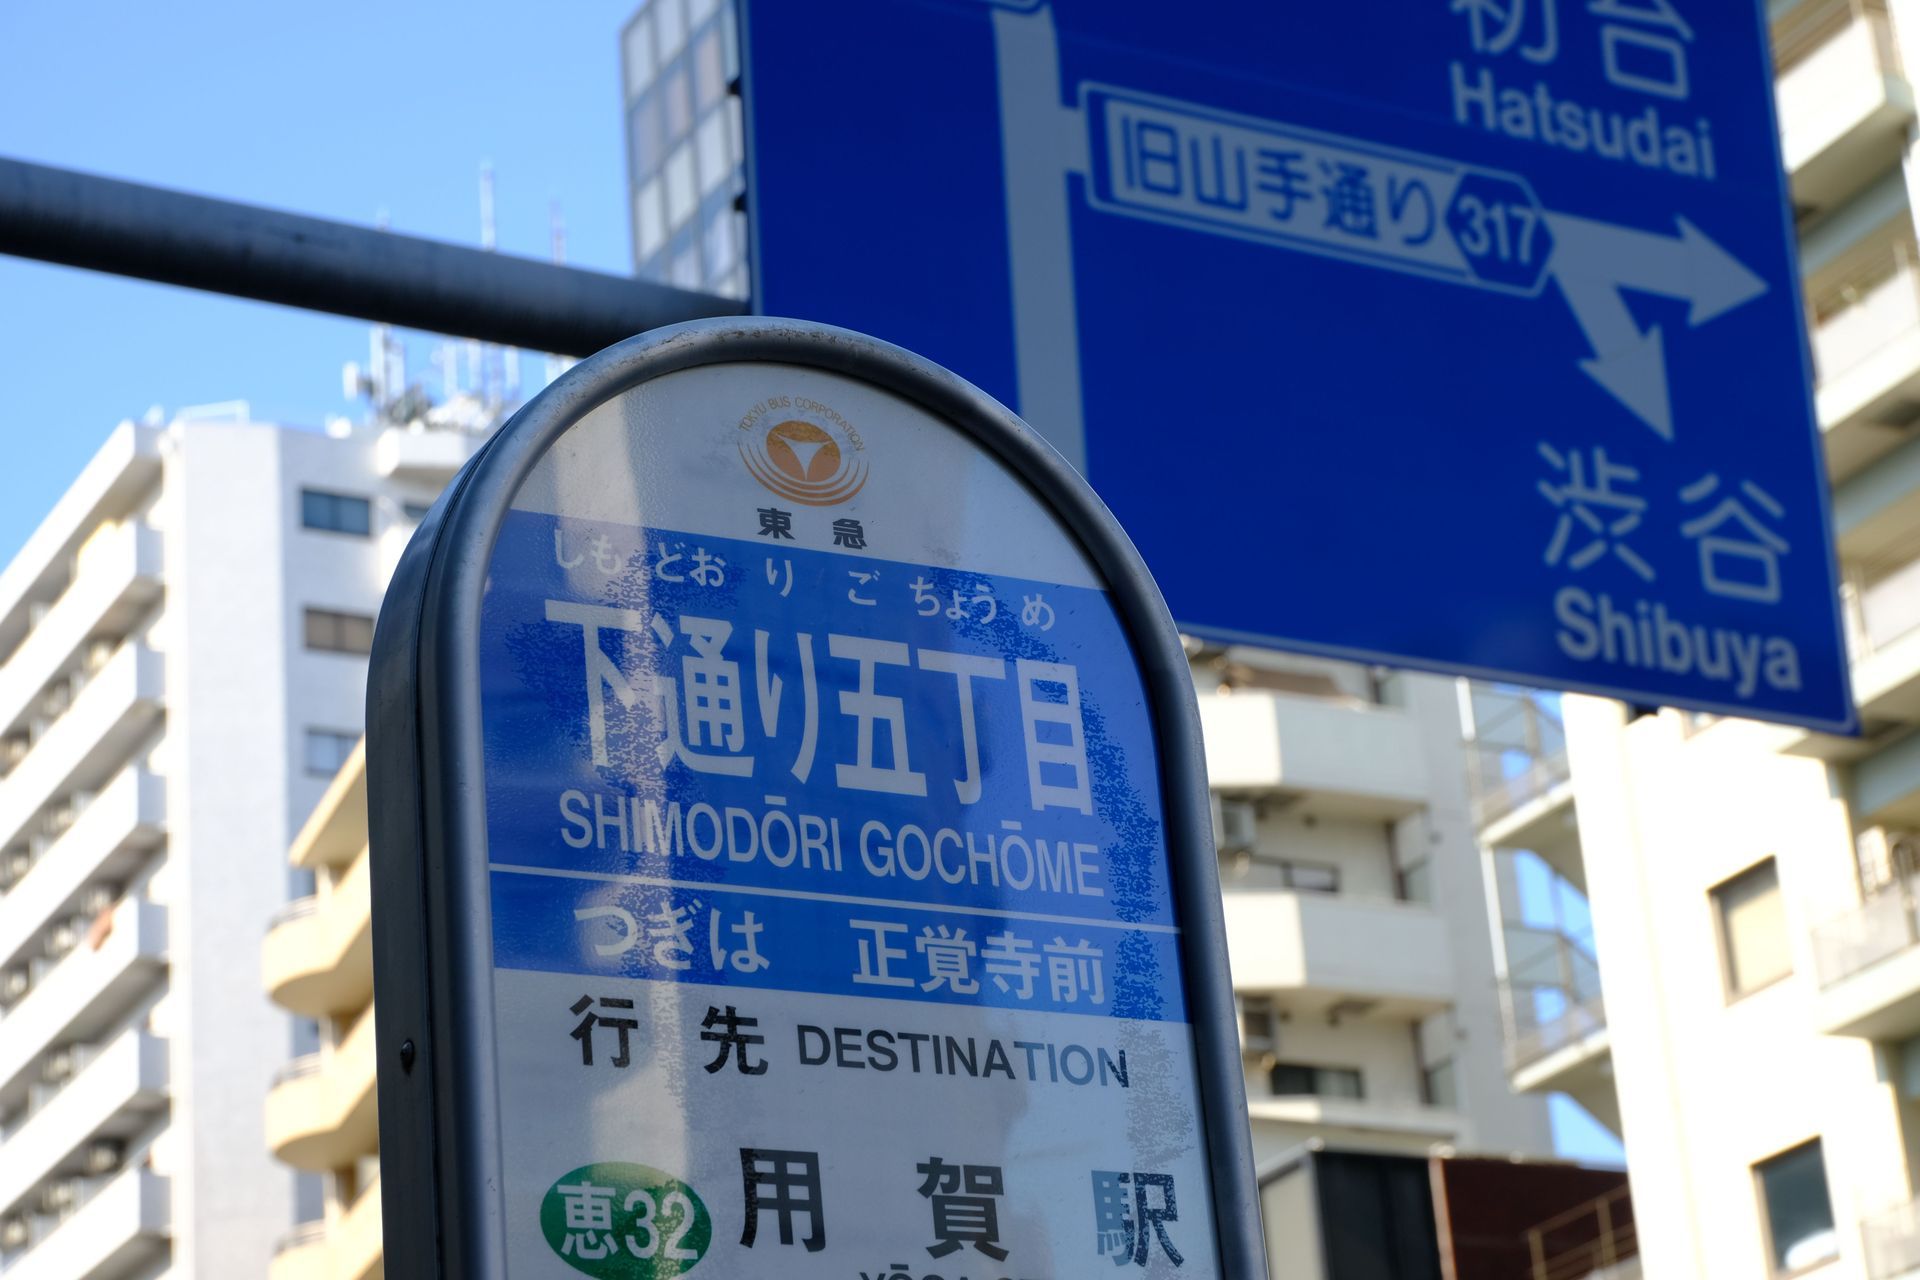 初台
Hatsudai
旧山手通り 317
渋谷
Shibuya
TOKYU BUS CORPORATION
東急
しもどおりごちょうめ
下通り五丁目
SHIMODŌRI GOCHŌME
つぎは 正覚寺前
行先 DESTINATION
恵32 用賀駅